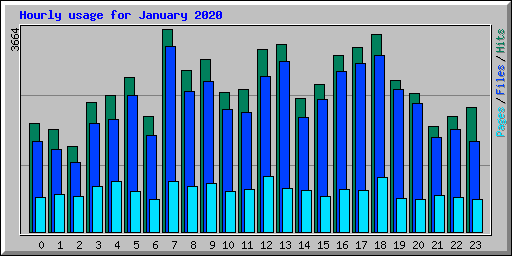 Hourly usage for January 2020
3664
Pages/Files/Hits
0 1 2 3 4 5 6 7 8 9 10 11 12 13 14 15 16 17 18 19 20 21 22 23